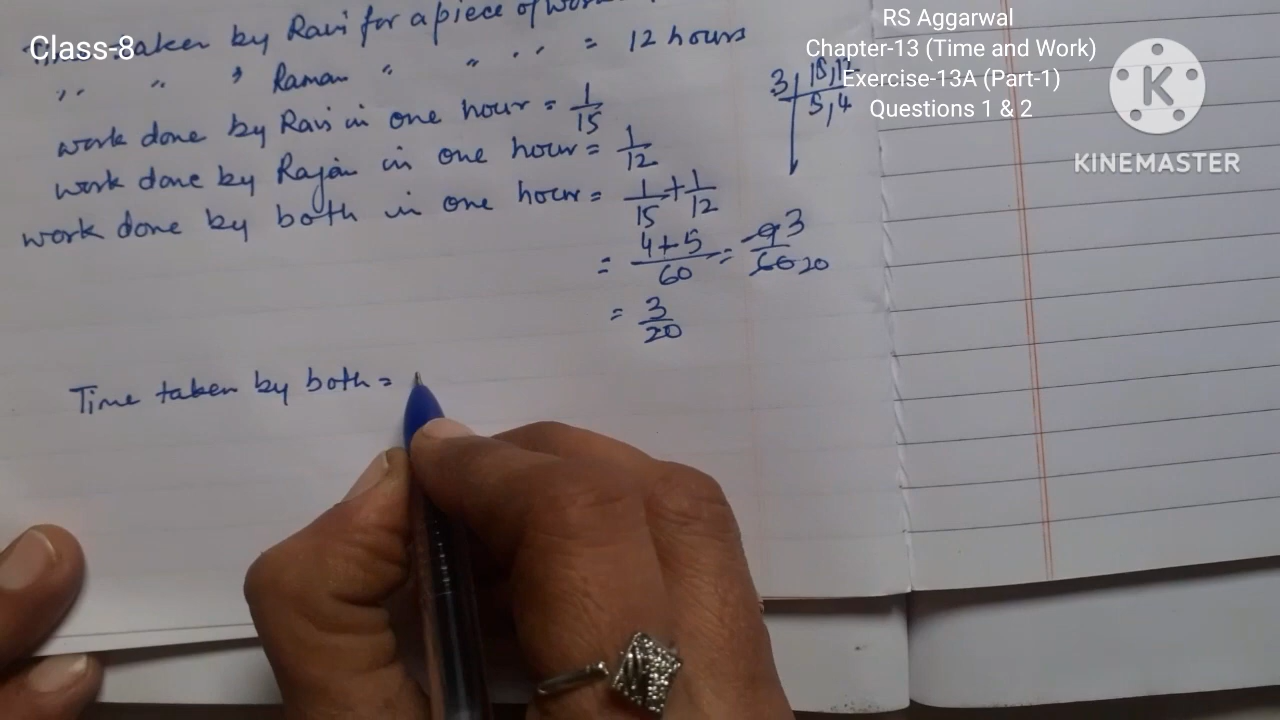 Class-8
RS Aggarwal
Chapter-13 (Time and Work)
Exercise-13A (Part-1)
Questions 1 & 2
KINEMASTER
Time taken by Ravi for a piece of work
,, ,, ,, Raman ,, ,, ,, = 12 hours
work done by Ravi in one hour = 1/15
work done by Rajan in one hour = 1/12
work done by both in one hour = 1/15 + 1/12
= 4+5/60 = 9 3/60 20
= 3/20
Time taken by both =
3 15,12
5,4